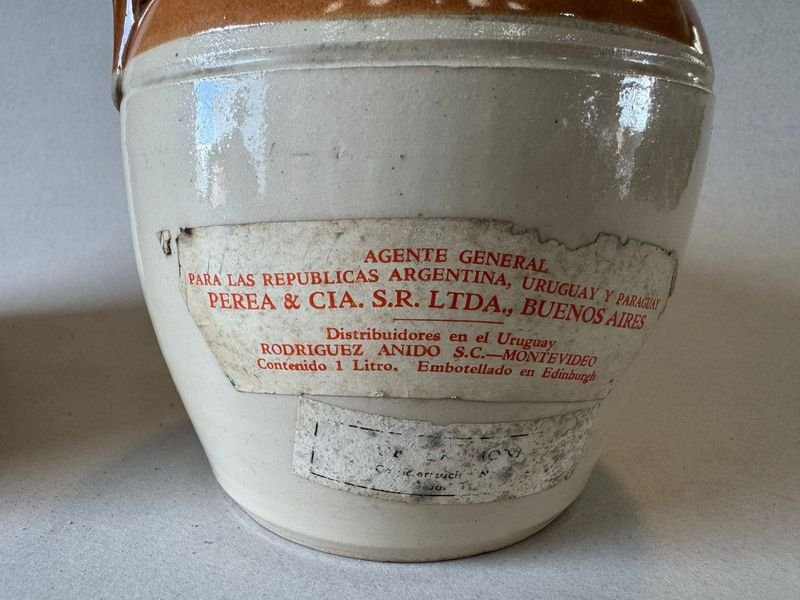 AGENTE GENERAL
PARA LAS REPUBLICAS ARGENTINA, URUGUAY Y PARAGUAY
PEREA & CIA. S.R. LTDA., BUENOS AIRES
Distribuidores en el Uruguay
RODRIGUEZ ANIDO S.C.—MONTEVIDEO
Contenido 1 Litro. Embotellado en Edinburgh